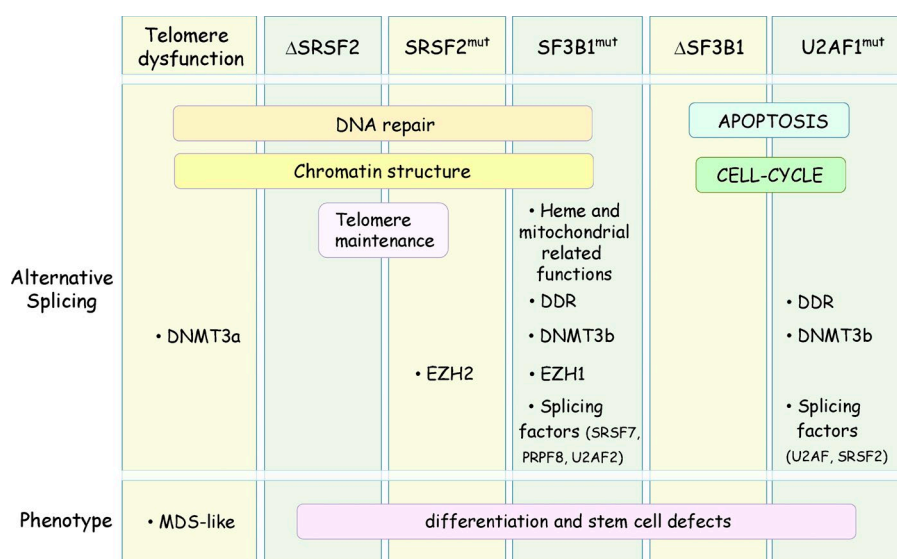 Telomere
dysfunction
ΔSRSF2
SRSF2mut
SF3B1mut
ΔSF3B1
U2AF1mut
DNA repair
APOPTOSIS
Chromatin structure
CELL-CYCLE
Telomere
maintenance
• Heme and
mitochondrial
related
functions
Alternative
Splicing
• DDR
• DDR
• DNMT3a
• DNMT3b
• DNMT3b
• EZH2
• EZH1
• Splicing
factors (SRSF7,
PRPF8, U2AF2)
• Splicing
factors
(U2AF, SRSF2)
Phenotype
• MDS-like
differentiation and stem cell defects